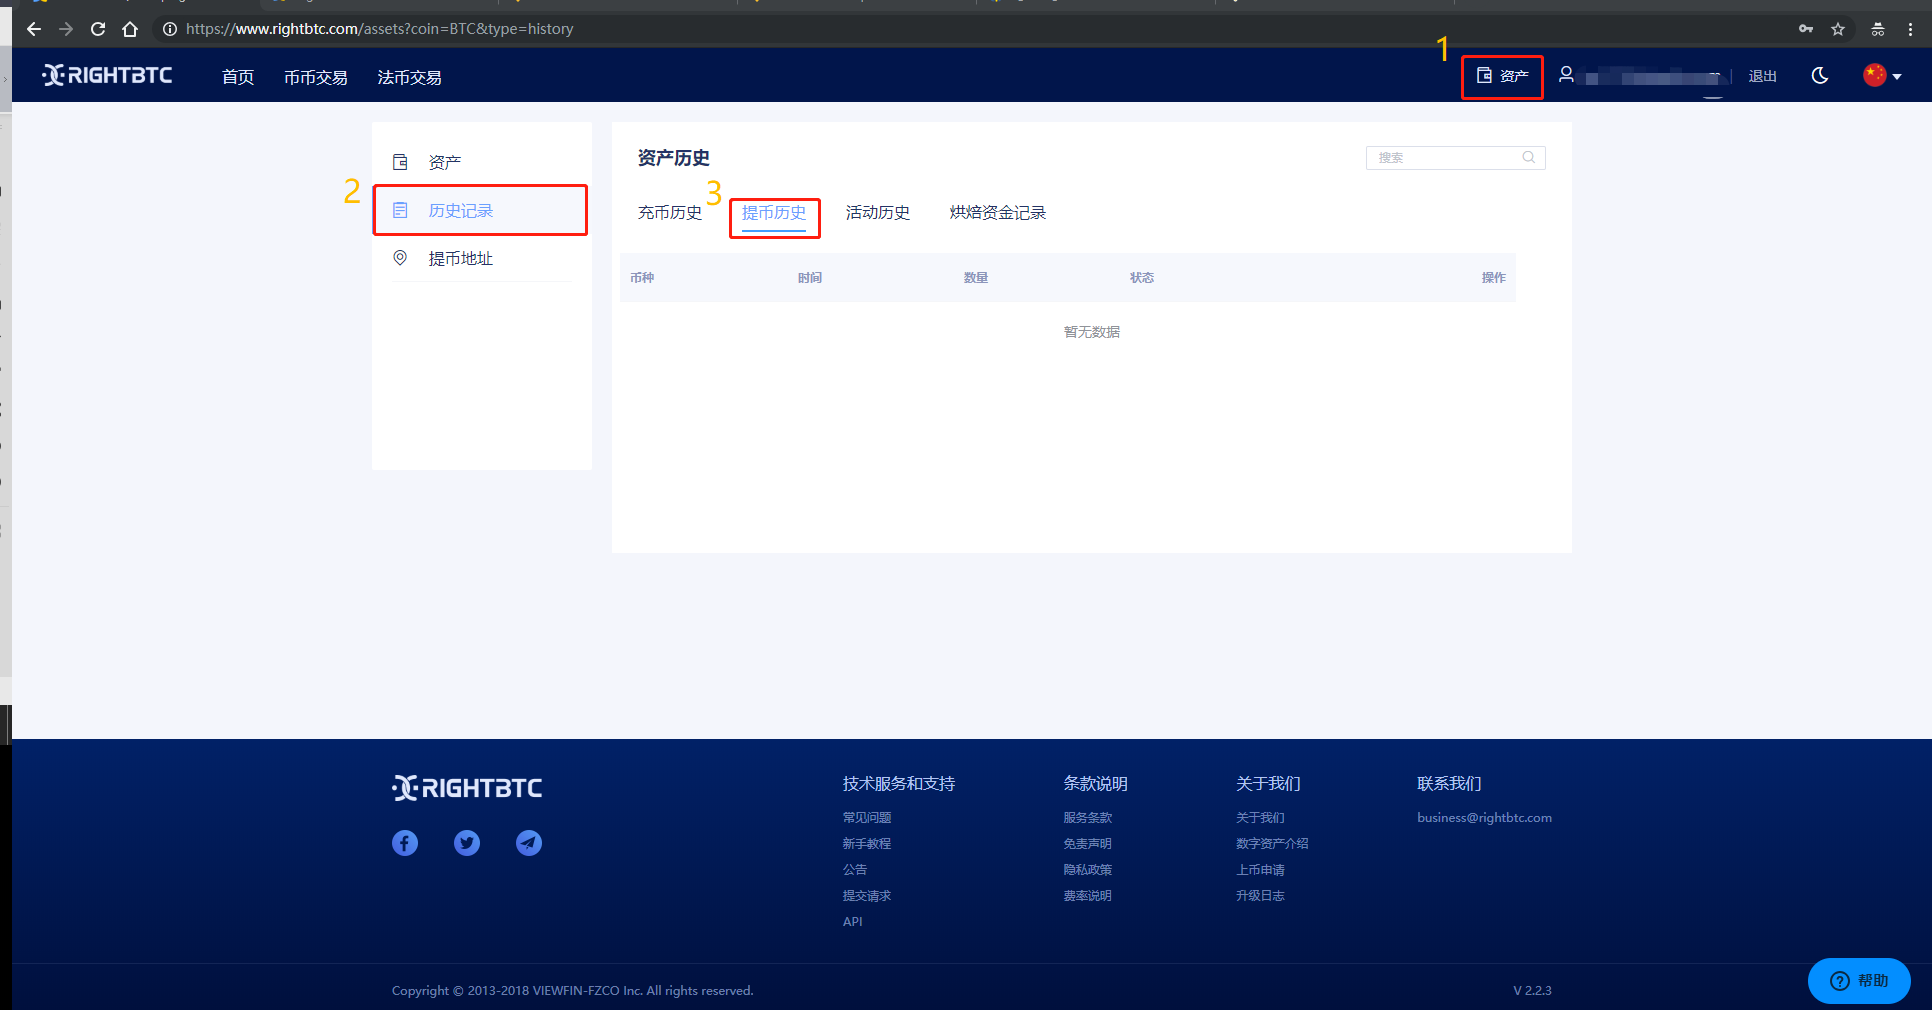 https://www.rightbtc.com/assets?coin=BTC&type=history
1
RIGHTBTC 首页 币币交易 法币交易 资产 退出
资产
2
历史记录
提币地址
资产历史 搜索
3
充币历史 提币历史 活动历史 烘焙资金记录
币种 时间 数量 状态 操作
暂无数据
RIGHTBTC
技术服务和支持 条款说明 关于我们 联系我们
常见问题 服务条款 关于我们 business@rightbtc.com
新手教程 免责声明 数字资产介绍
公告 隐私政策 上币申请
提交请求 费率说明 升级日志
API
Copyright © 2013-2018 VIEWFIN-FZCO Inc. All rights reserved. V 2.2.3
帮助